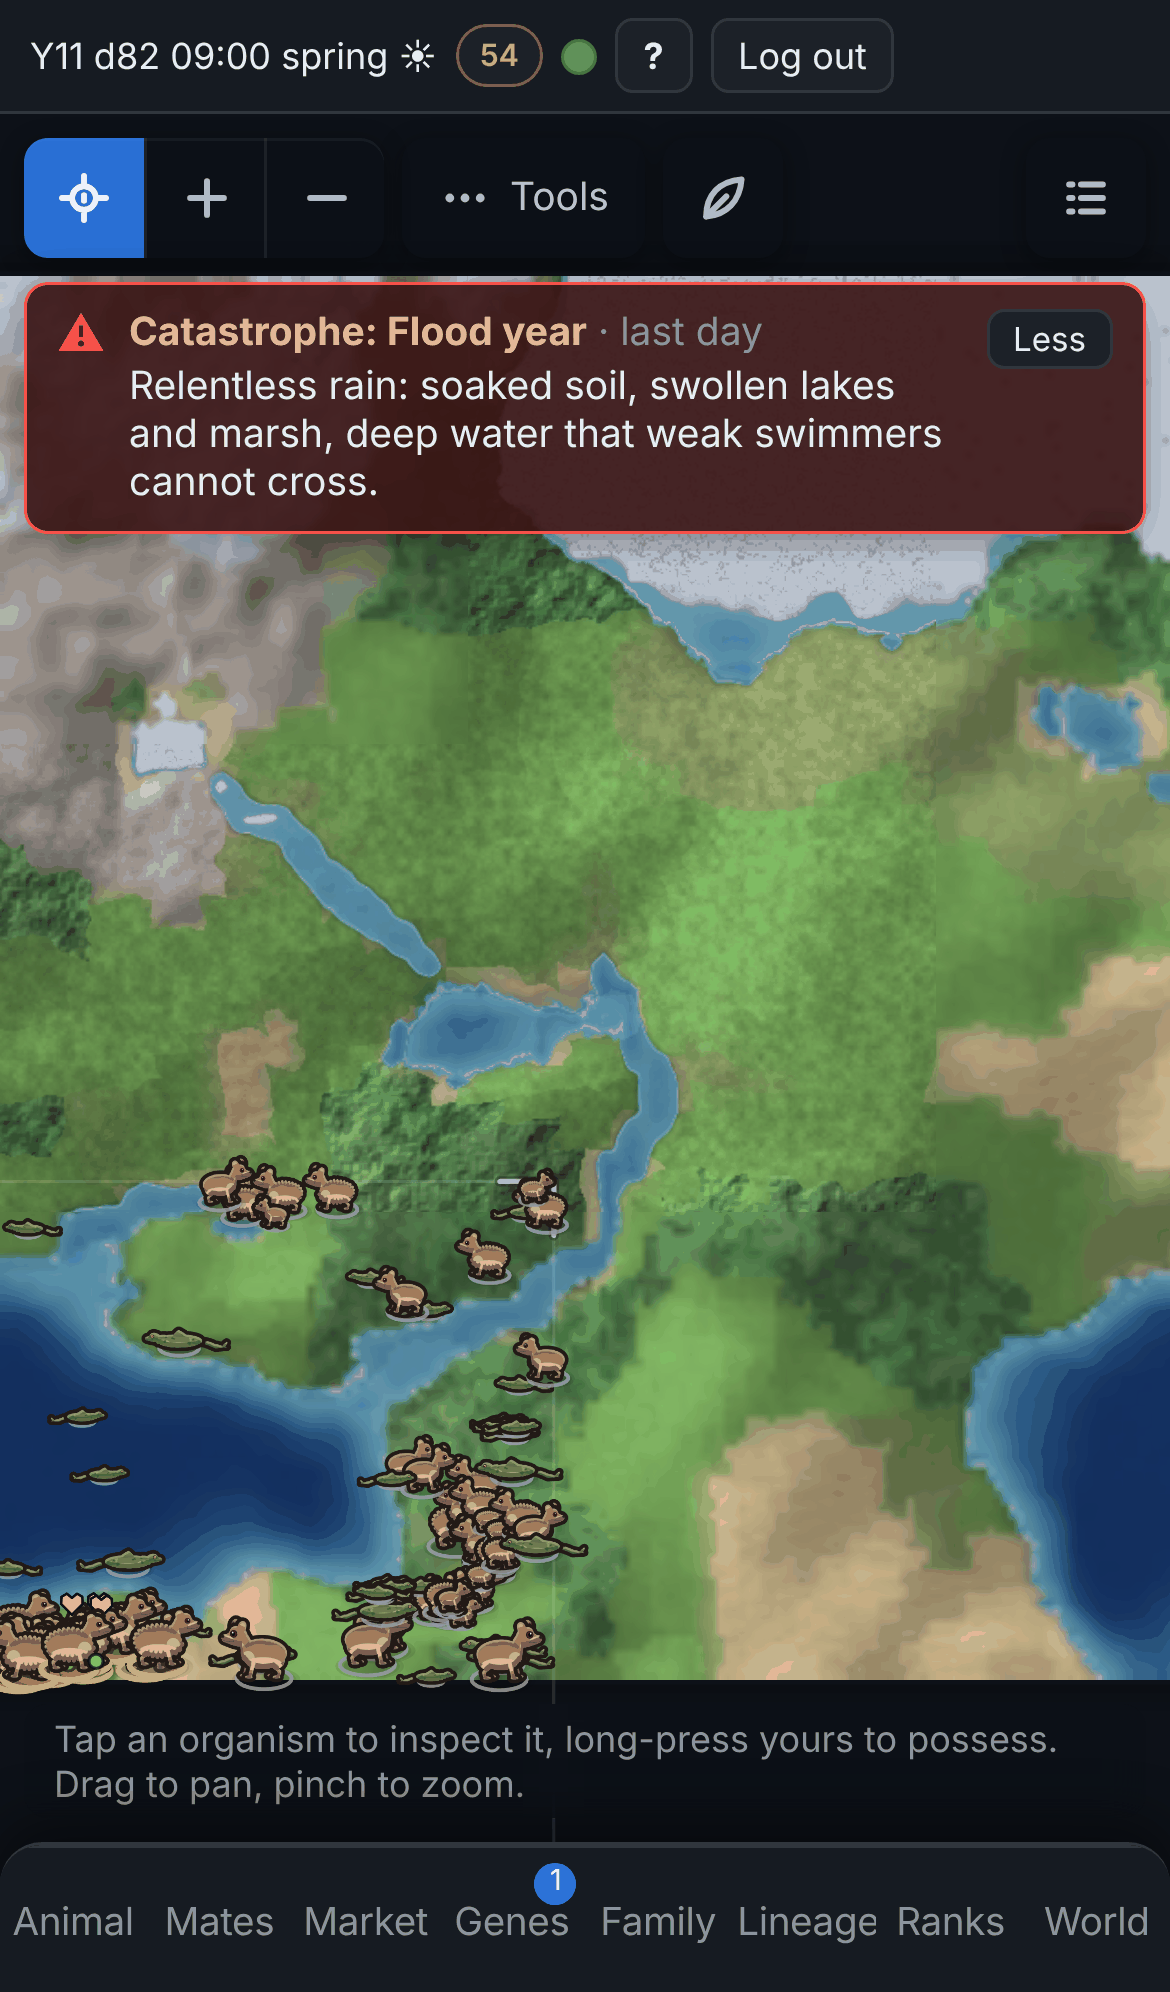 Y11 d82 09:00 spring ☀ 54 ? Log out
Tools
Catastrophe: Flood year · last day
Less
Relentless rain: soaked soil, swollen lakes
and marsh, deep water that weak swimmers
cannot cross.
Tap an organism to inspect it, long-press yours to possess.
Drag to pan, pinch to zoom.
1
Animal Mates Market Genes Family Lineage Ranks World